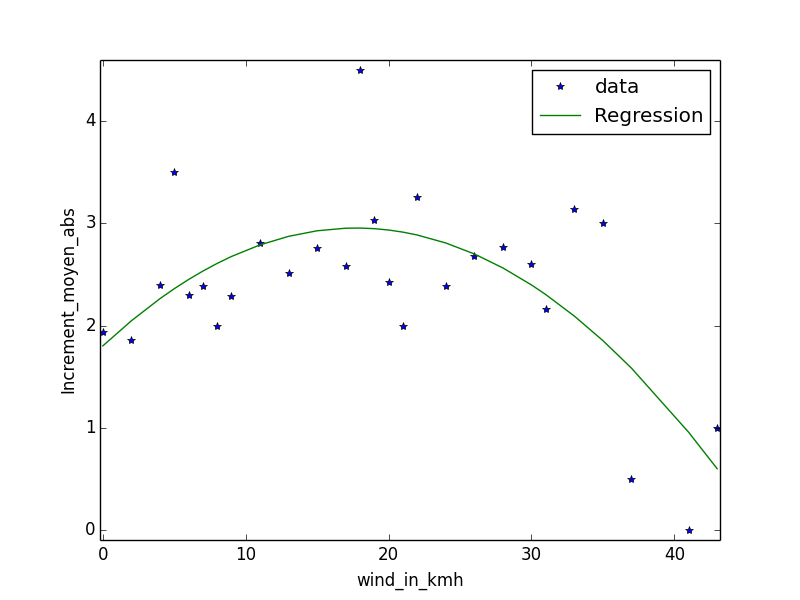 data
Regression
4
3
2
1
0
Increment_moyen_abs
0 10 20 30 40
wind_in_kmh